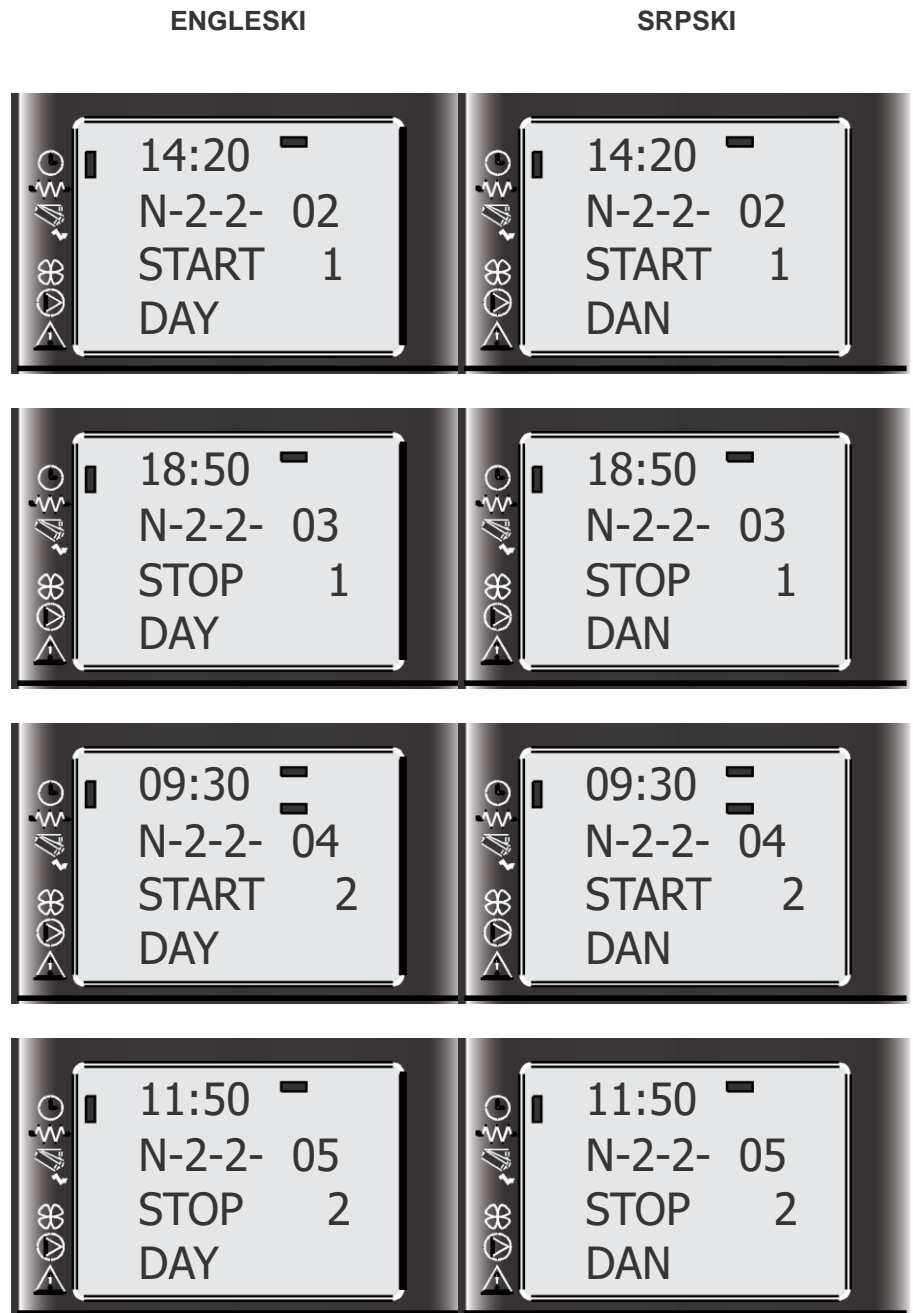 ENGLESKI SRPSKI
14:20
N-2-2- 02
START 1
DAY
14:20
N-2-2- 02
START 1
DAN
18:50
N-2-2- 03
STOP 1
DAY
18:50
N-2-2- 03
STOP 1
DAN
09:30
N-2-2- 04
START 2
DAY
09:30
N-2-2- 04
START 2
DAN
11:50
N-2-2- 05
STOP 2
DAY
11:50
N-2-2- 05
STOP 2
DAN